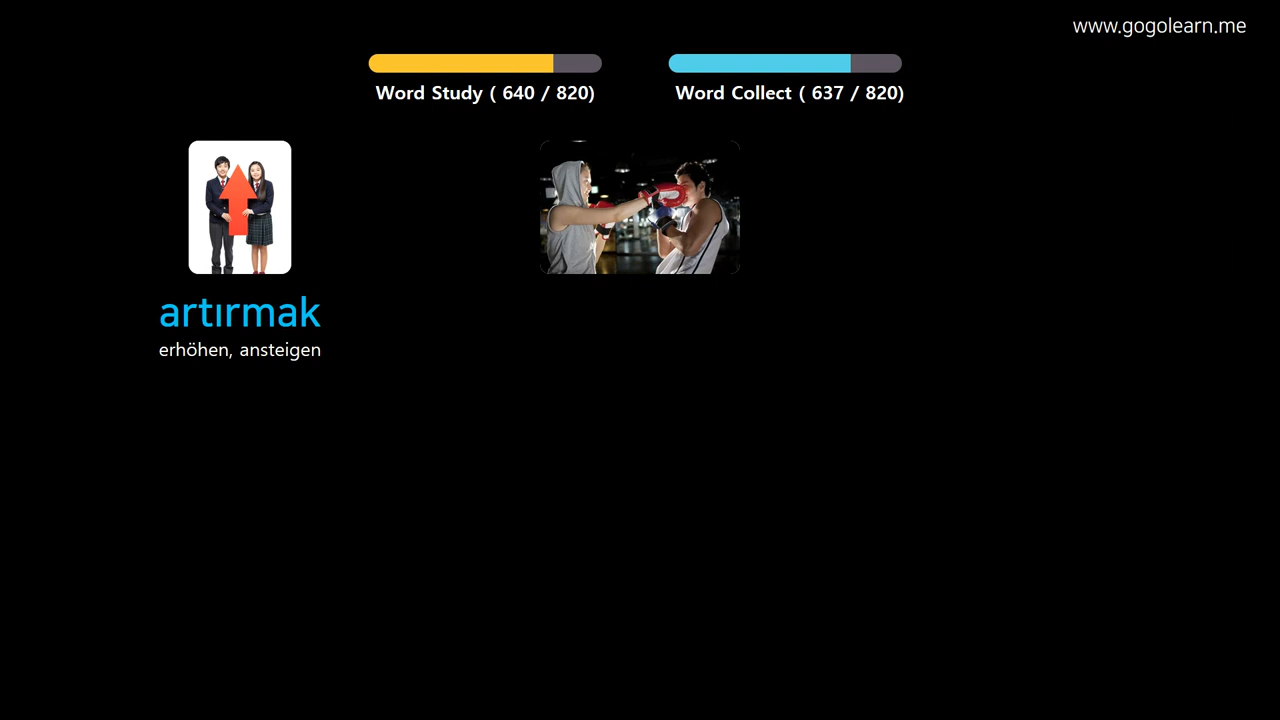 www.gogolearn.me
Word Study ( 640 / 820)
Word Collect ( 637 / 820)
artırmak
erhöhen, ansteigen